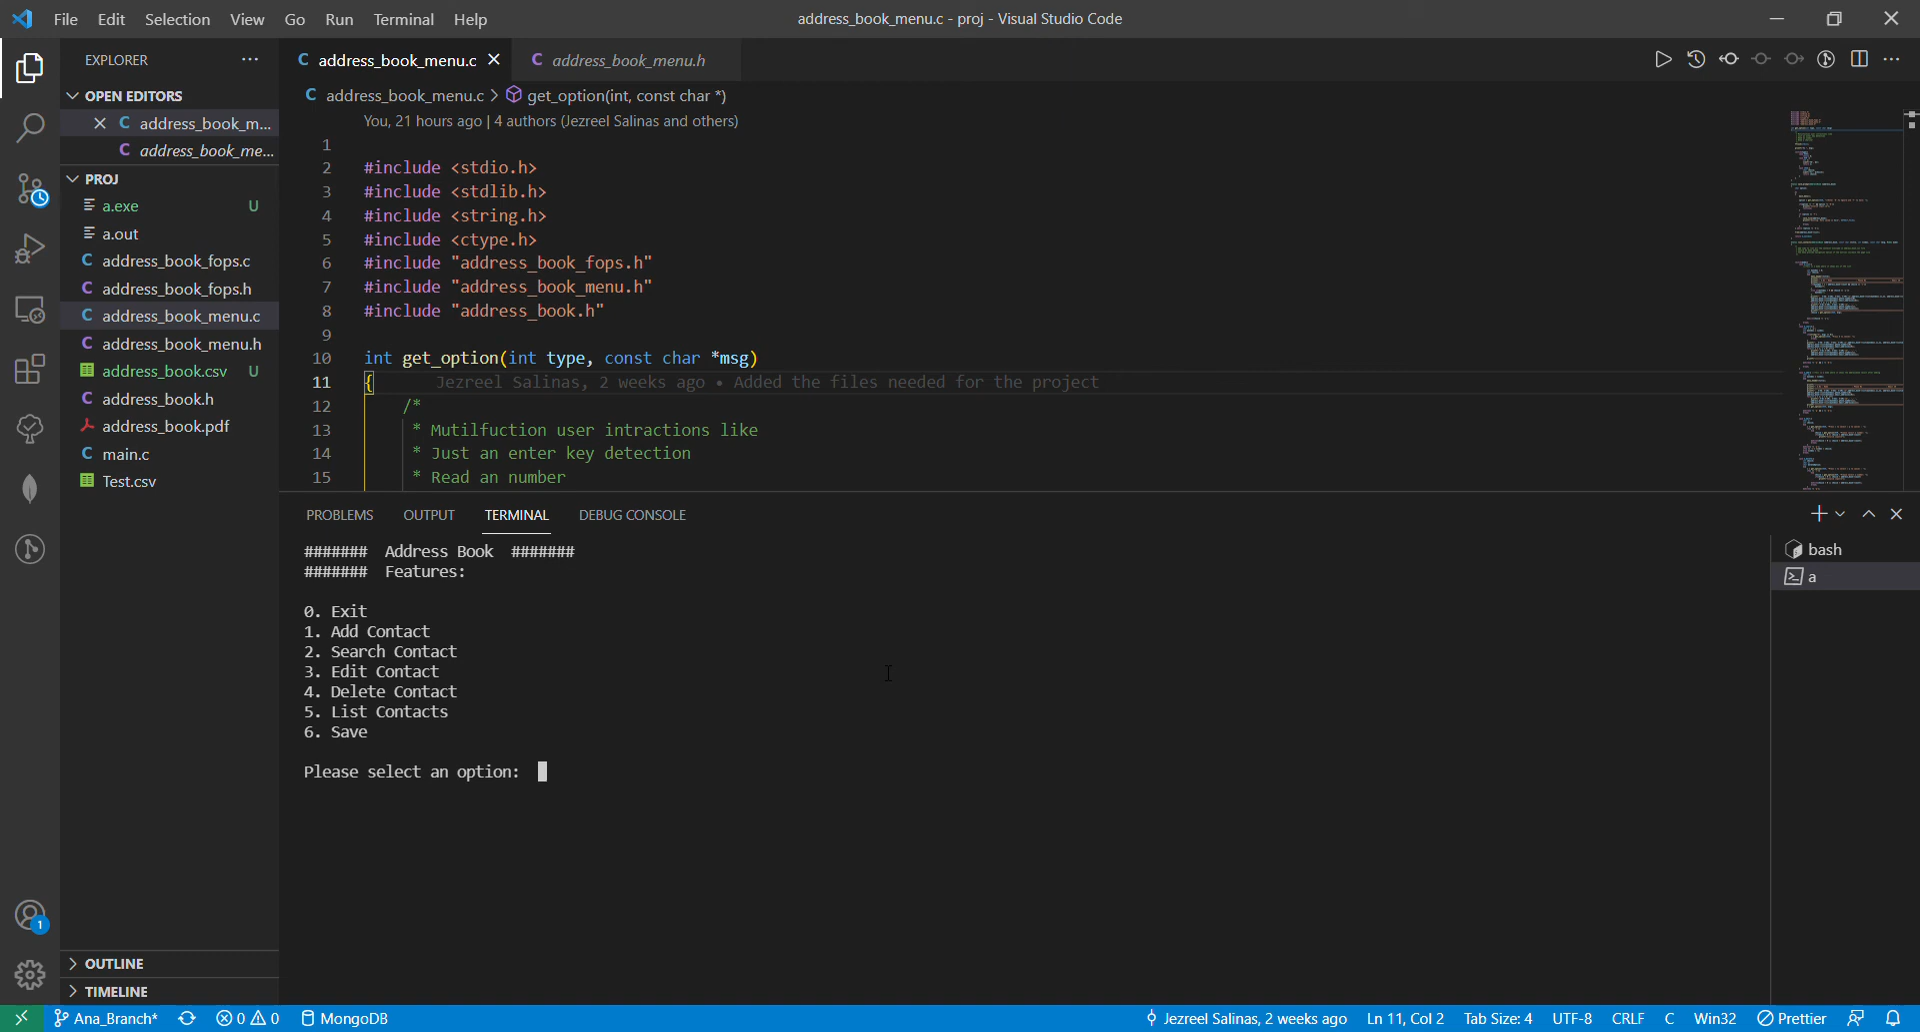 File Edit Selection View Go Run Terminal Help
address_book_menu.c - proj - Visual Studio Code
EXPLORER
OPEN EDITORS
address_book_m...
address_book_me...
PROJ
a.exe U
a.out
C address_book_fops.c
C address_book_fops.h
C address_book_menu.c
C address_book_menu.h
address_book.csv U
C address_book.h
address_book.pdf
C main.c
Test.csv
OUTLINE
TIMELINE
C address_book_menu.c
C address_book_menu.h
C address_book_menu.c > get_option(int, const char *)
You, 21 hours ago | 4 authors (Jezreel Salinas and others)
1
2 #include <stdio.h>
3 #include <stdlib.h>
4 #include <string.h>
5 #include <ctype.h>
6 #include "address_book_fops.h"
7 #include "address_book_menu.h"
8 #include "address_book.h"
9
10 int get_option(int type, const char *msg)
11 { Jezreel Salinas, 2 weeks ago • Added the files needed for the project
12 /*
13 * Mutilfuction user intractions like
14 * Just an enter key detection
15 * Read an number
PROBLEMS OUTPUT TERMINAL DEBUG CONSOLE
####### Address Book #######
####### Features:
0. Exit
1. Add Contact
2. Search Contact
3. Edit Contact
4. Delete Contact
5. List Contacts
6. Save
Please select an option:
bash
a
1
Ana_Branch* 0 0 MongoDB
Jezreel Salinas, 2 weeks ago Ln 11, Col 2 Tab Size: 4 UTF-8 CRLF C Win32 Prettier